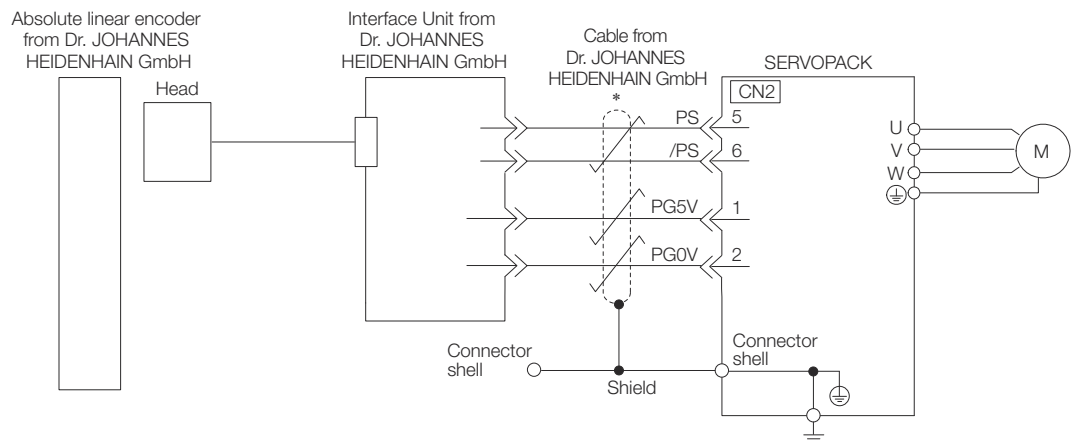 Absolute linear encoder
from Dr. JOHANNES
HEIDENHAIN GmbH
Head
Interface Unit from
Dr. JOHANNES
HEIDENHAIN GmbH
Cable from
Dr. JOHANNES
HEIDENHAIN GmbH
*
SERVOPACK
CN2
PS
5
/PS
6
PG5V
1
PG0V
2
U
V
W
M
Connector
shell
Shield
Connector
shell